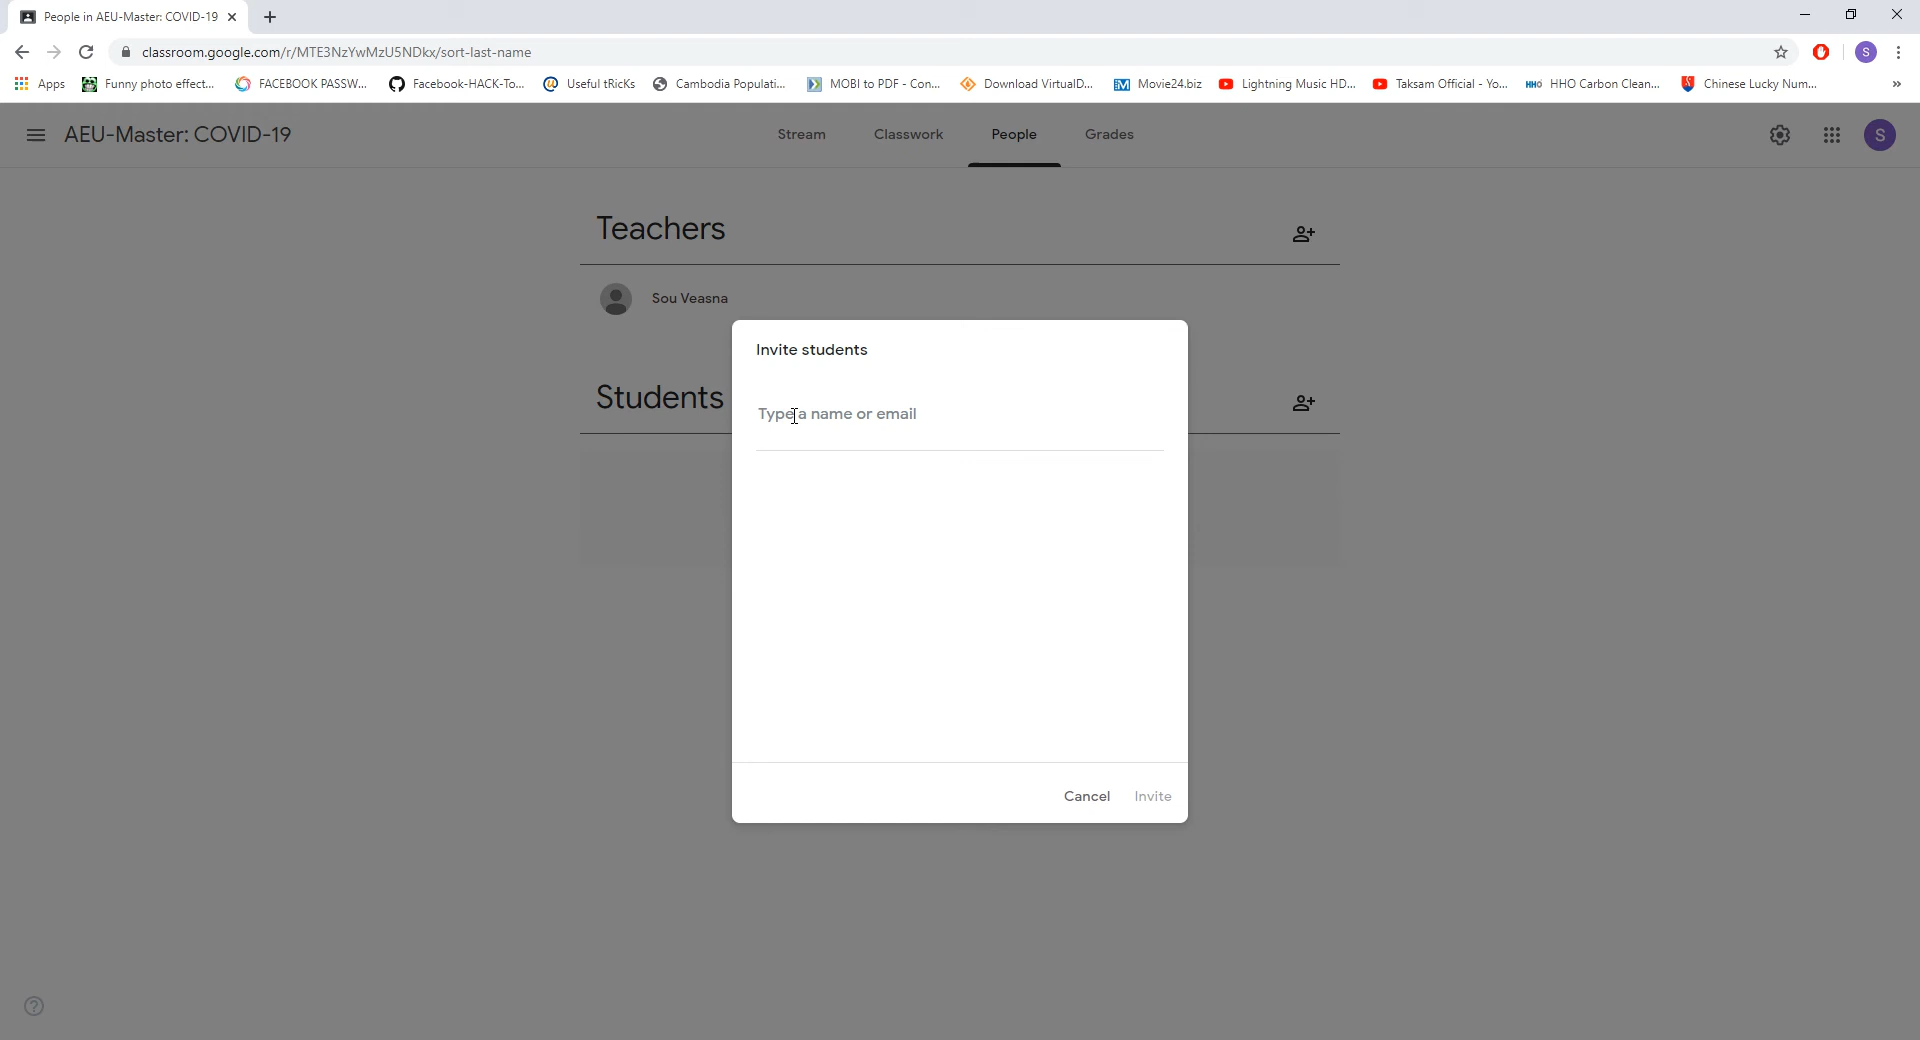 People in AEU-Master: COVID-19
classroom.google.com/r/MTE3NzYwMzU5NDkx/sort-last-name
S
Apps Funny photo effect... FACEBOOK PASSW... Facebook-HACK-To... Useful tRicKs Cambodia Populati... MOBI to PDF - Con... Download VirtualD... Movie24.biz Lightning Music HD... Taksam Official - Yo... HHO HHO Carbon Clean... Chinese Lucky Num... »
AEU-Master: COVID-19 Stream Classwork People Grades S
Teachers
Sou Veasna
Invite students
Students
Type a name or email
Cancel Invite